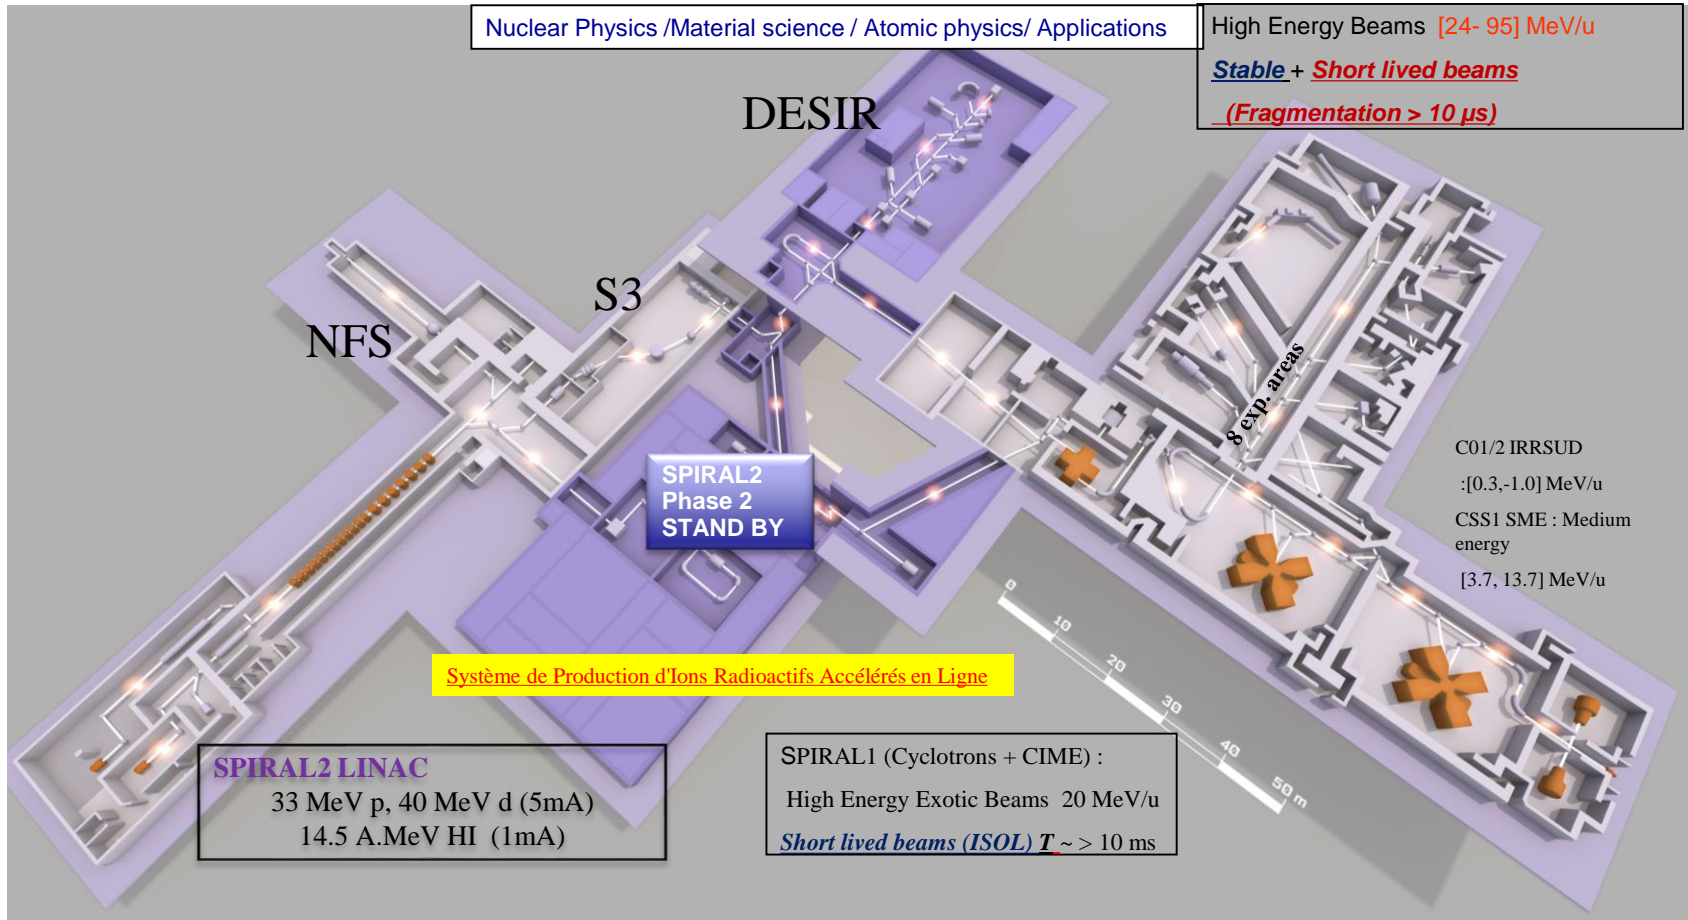 Nuclear Physics /Material science / Atomic physics/ Applications
High Energy Beams [24- 95] MeV/u
Stable + Short lived beams
(Fragmentation > 10 µs)
DESIR
S3
NFS
8 exp. areas
SPIRAL2
Phase 2
STAND BY
C01/2 IRRSUD
:[0.3,-1.0] MeV/u
CSS1 SME : Medium
energy
[3.7, 13.7] MeV/u
0
10
20
30
40
50 m
Système de Production d'Ions Radioactifs Accélérés en Ligne
SPIRAL2 LINAC
33 MeV p, 40 MeV d (5mA)
14.5 A.MeV HI (1mA)
SPIRAL1 (Cyclotrons + CIME) :
High Energy Exotic Beams 20 MeV/u
Short lived beams (ISOL) T ~ > 10 ms